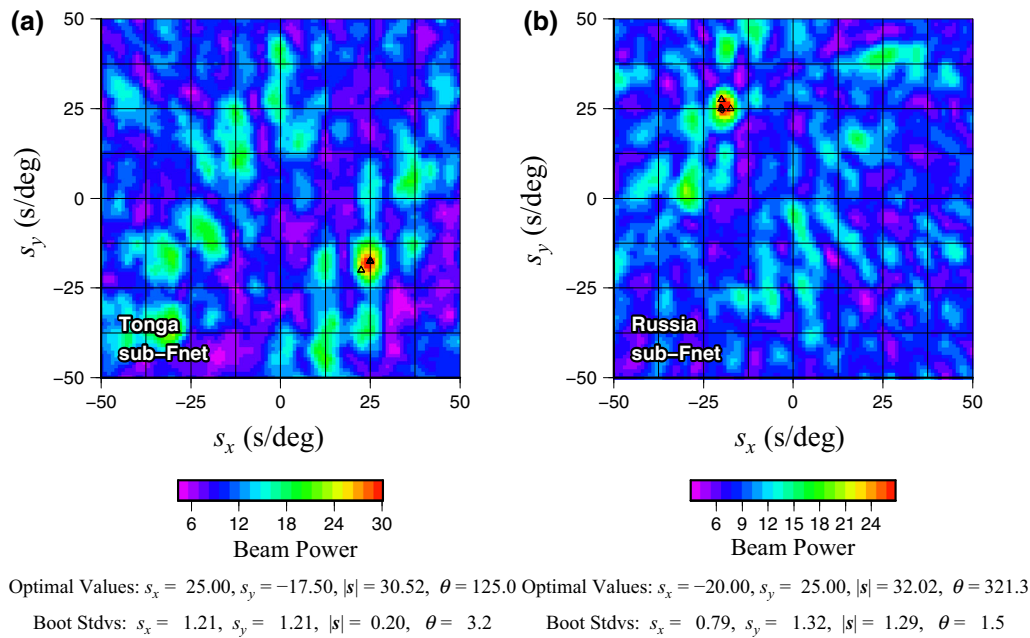 (a)
50
25
0
−25
−50
s_y (s/deg)
Tonga
sub−Fnet
−50 −25 0 25 50
s_x (s/deg)
6 12 18 24 30
Beam Power
Optimal Values: s_x = 25.00, s_y = −17.50, |s| = 30.52, θ = 125.0
Boot Stdvs: s_x = 1.21, s_y = 1.21, |s| = 0.20, θ = 3.2
(b)
50
25
0
−25
−50
s_y (s/deg)
Russia
sub−Fnet
−50 −25 0 25 50
s_x (s/deg)
6 9 12 15 18 21 24
Beam Power
Optimal Values: s_x = −20.00, s_y = 25.00, |s| = 32.02, θ = 321.3
Boot Stdvs: s_x = 0.79, s_y = 1.32, |s| = 1.29, θ = 1.5